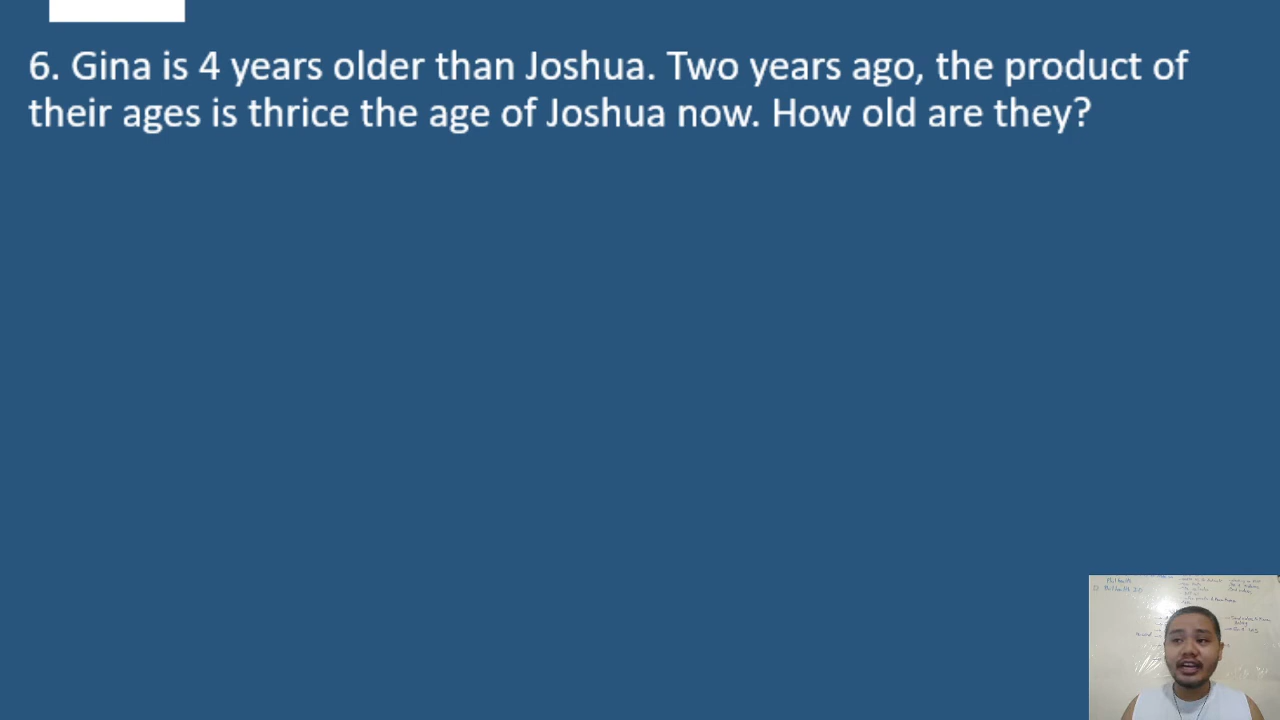 6. Gina is 4 years older than Joshua. Two years ago, the product of
their ages is thrice the age of Joshua now. How old are they?